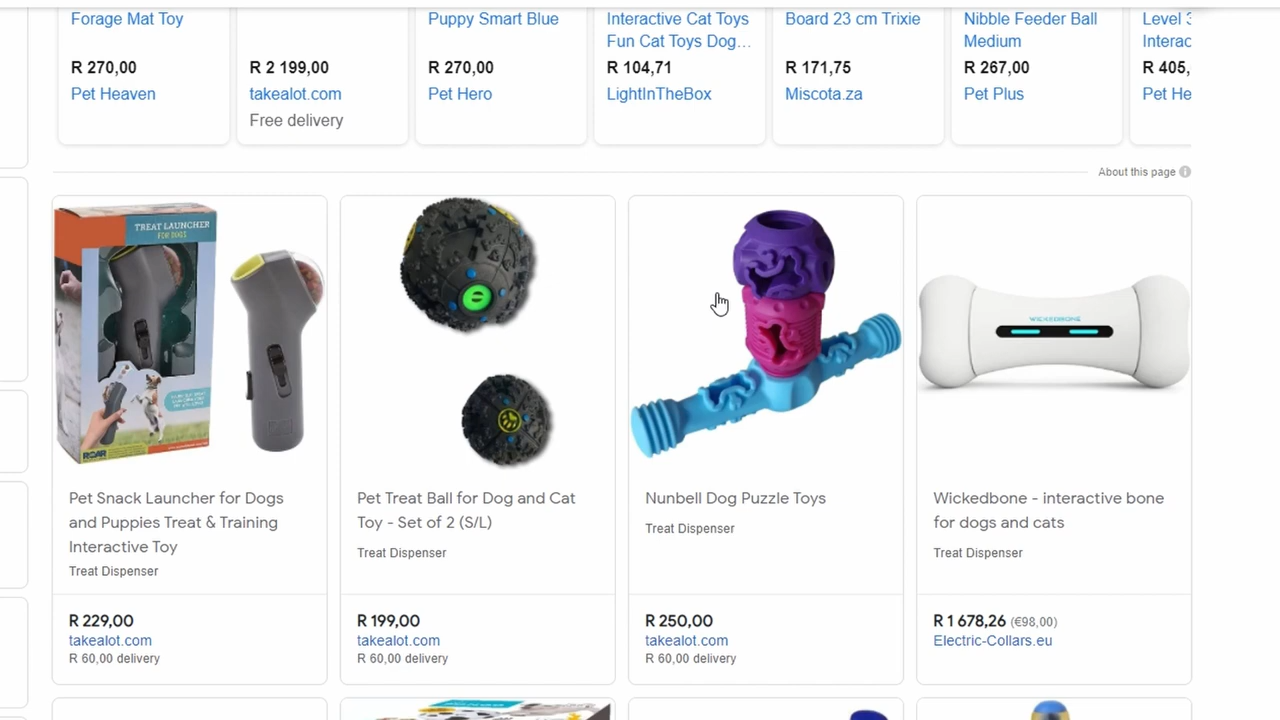 Forage Mat Toy
Puppy Smart Blue
Interactive Cat Toys
Fun Cat Toys Dog…
Board 23 cm Trixie
Nibble Feeder Ball
Medium
Level 3
Interac
R 270,00
R 2 199,00
R 270,00
R 104,71
R 171,75
R 267,00
R 405,
Pet Heaven
takealot.com
Pet Hero
LightInTheBox
Miscota.za
Pet Plus
Pet He
Free delivery
About this page
TREAT LAUNCHER
FOR DOGS
ROAR
WICKEDBONE
Pet Snack Launcher for Dogs
and Puppies Treat & Training
Interactive Toy
Treat Dispenser
R 229,00
takealot.com
R 60,00 delivery
Pet Treat Ball for Dog and Cat
Toy - Set of 2 (S/L)
Treat Dispenser
R 199,00
takealot.com
R 60,00 delivery
Nunbell Dog Puzzle Toys
Treat Dispenser
R 250,00
takealot.com
R 60,00 delivery
Wickedbone - interactive bone
for dogs and cats
Treat Dispenser
R 1 678,26 (€98,00)
Electric-Collars.eu